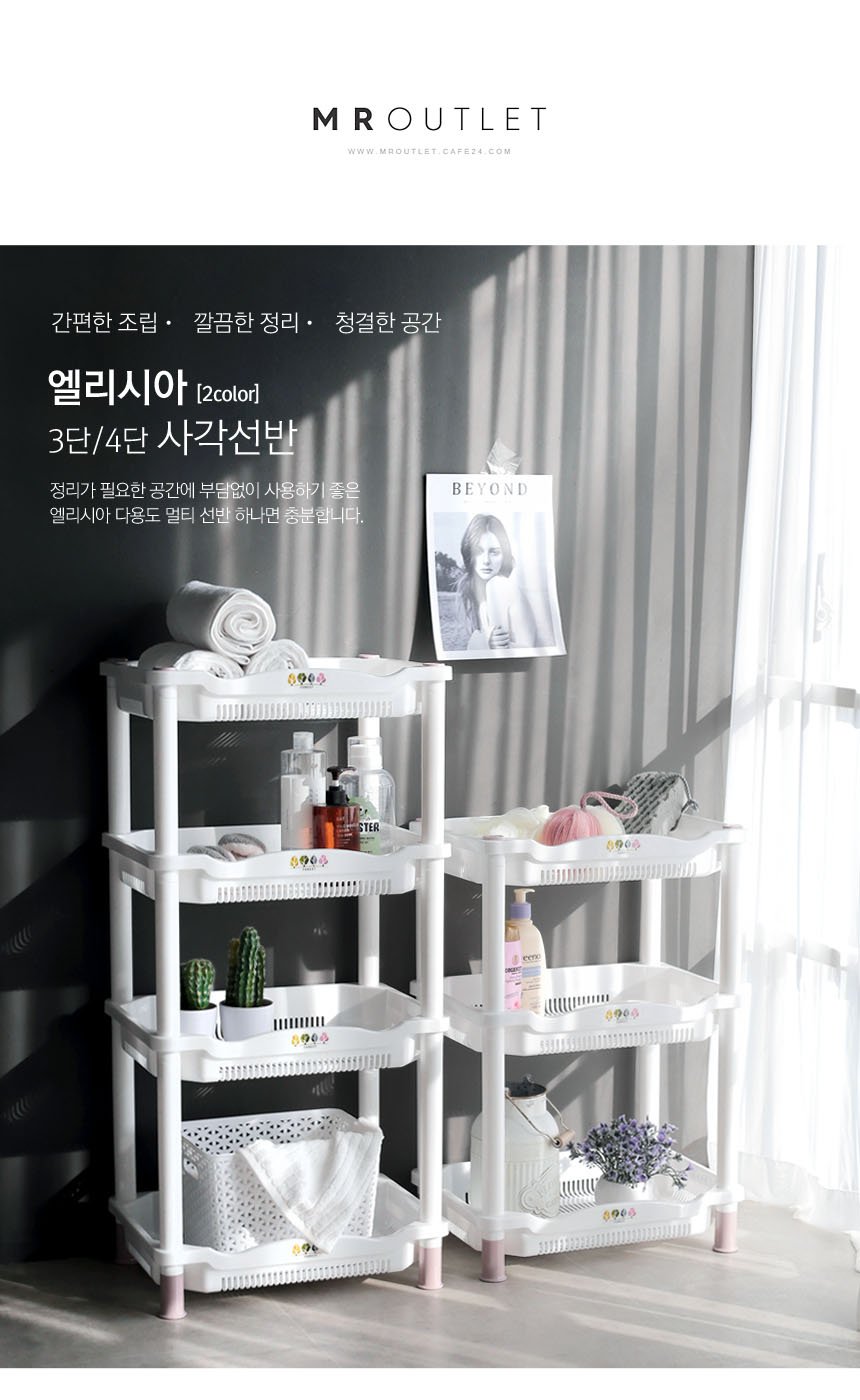 MROUTLET
WWW.MROUTLET.CAFE24.COM
간편한 조립 • 깔끔한 정리 • 청결한 공간
엘리시아 [2color]
3단/4단 사각선반
정리가 필요한 공간에 부담없이 사용하기 좋은
엘리시아 다용도 멀티 선반 하나면 충분합니다.
BEYOND
STER
eeno